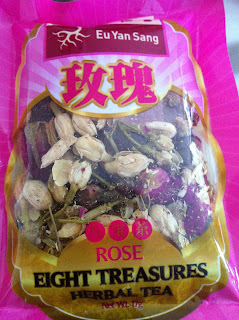 Eu Yan Sang
玫瑰
ROSE
EIGHT TREASURES
HERBAL TEA